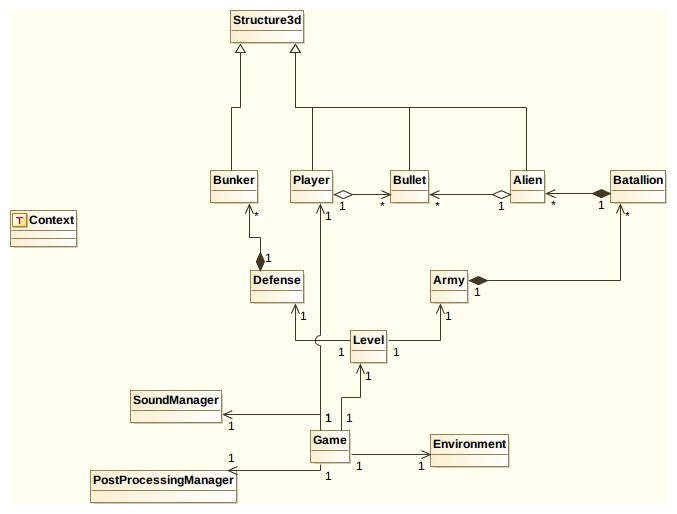 Structure3d
Bunker
Player
Bullet
Alien
Batallion
1
*
*
1
*
1
*
1
*
T Context
1
Defense
Army
1
1
1
Level
1
1
1
SoundManager
1
1
1
Game
Environment
1
1
1
PostProcessingManager
1